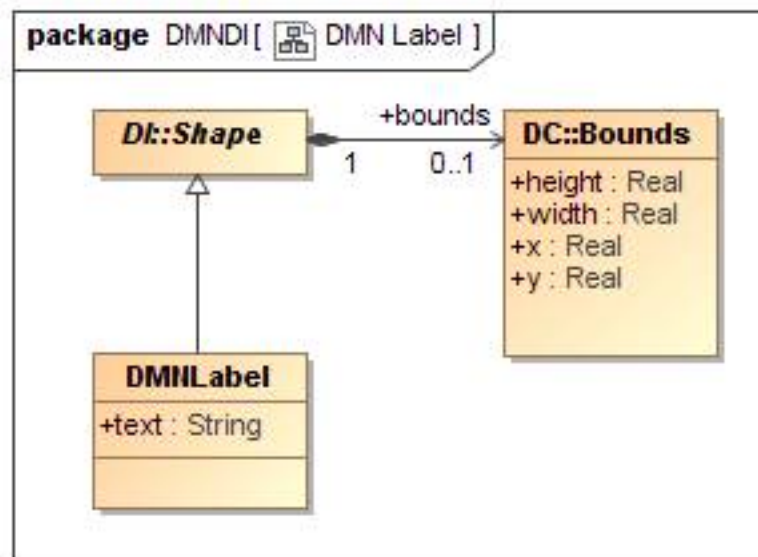 package DMNDI[ DMN Label ]
DI::Shape
+bounds
1
0..1
DC::Bounds
+height : Real
+width : Real
+x : Real
+y : Real
DMNLabel
+text : String